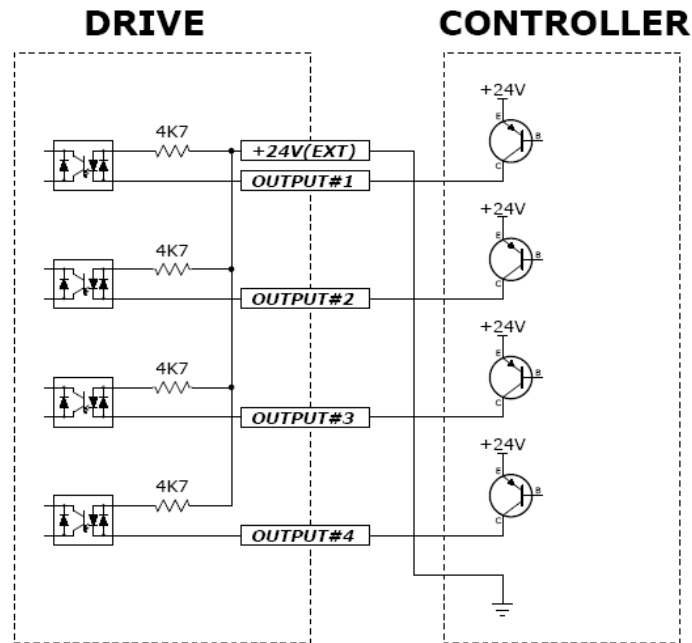 DRIVE CONTROLLER
+24V
E
4K7 +24V(EXT) B
OUTPUT#1 C
+24V
E
4K7 B
OUTPUT#2 C
+24V
E
4K7 B
OUTPUT#3 C
+24V
E
4K7 B
OUTPUT#4 C